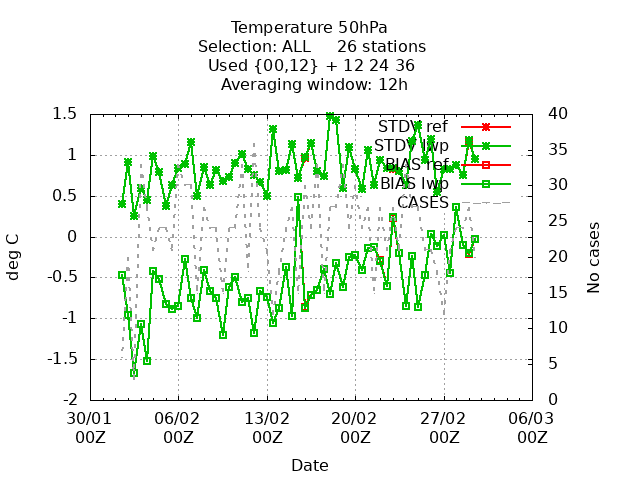 Temperature 50hPa
Selection: ALL 26 stations
Used {00,12} + 12 24 36
Averaging window: 12h
1.5
1
0.5
0
-0.5
-1
-1.5
-2
40
35
30
25
20
15
10
5
0
STDV ref
STDV lwp
BIAS ref
BIAS lwp
CASES
deg C
No cases
30/01 06/02 13/02 20/02 27/02 06/03
00Z 00Z 00Z 00Z 00Z 00Z
Date